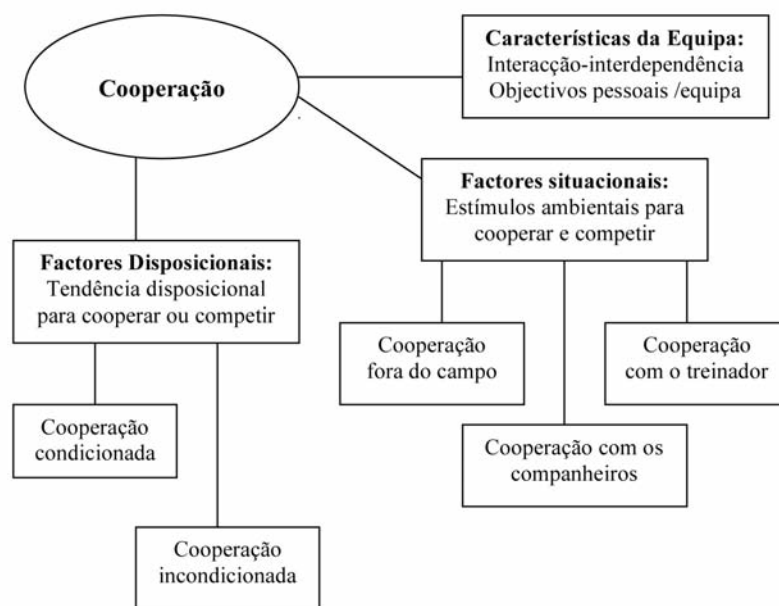 Cooperação
Características da Equipa:
Interacção-interdependência
Objectivos pessoais /equipa
Factores situacionais:
Estímulos ambientais para
cooperar e competir
Factores Disposicionais:
Tendência disposicional
para cooperar ou competir
Cooperação
fora do campo
Cooperação
com o treinador
Cooperação
condicionada
Cooperação com os
companheiros
Cooperação
incondicionada